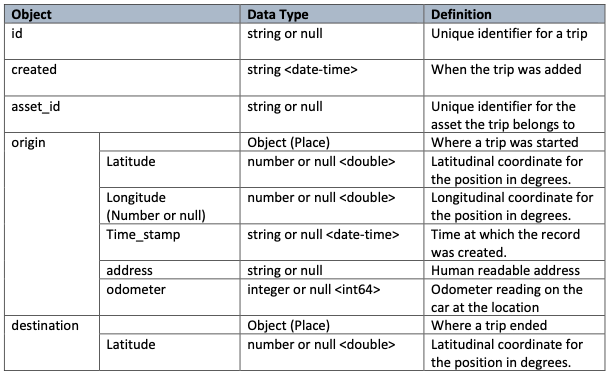 Object Data Type Definition
id string or null Unique identifier for a trip
created string <date-time> When the trip was added
asset_id string or null Unique identifier for the
asset the trip belongs to
origin Object (Place) Where a trip was started
Latitude number or null <double> Latitudinal coordinate for
the position in degrees.
Longitude number or null <double> Longitudinal coordinate for
(Number or null) the position in degrees.
Time_stamp string or null <date-time> Time at which the record
was created.
address string or null Human readable address
odometer integer or null <int64> Odometer reading on the
car at the location
destination Object (Place) Where a trip ended
Latitude number or null <double> Latitudinal coordinate for
the position in degrees.